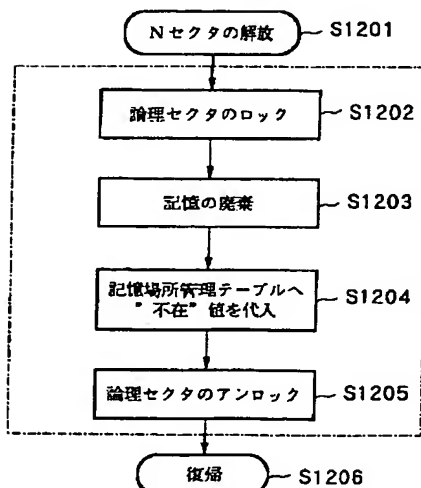 Nセクタの解放
S1201
論理セクタのロック
S1202
記憶の廃棄
S1203
記憶場所管理テーブルへ
"不在" 値を代入
S1204
論理セクタのアンロック
S1205
復帰
S1206